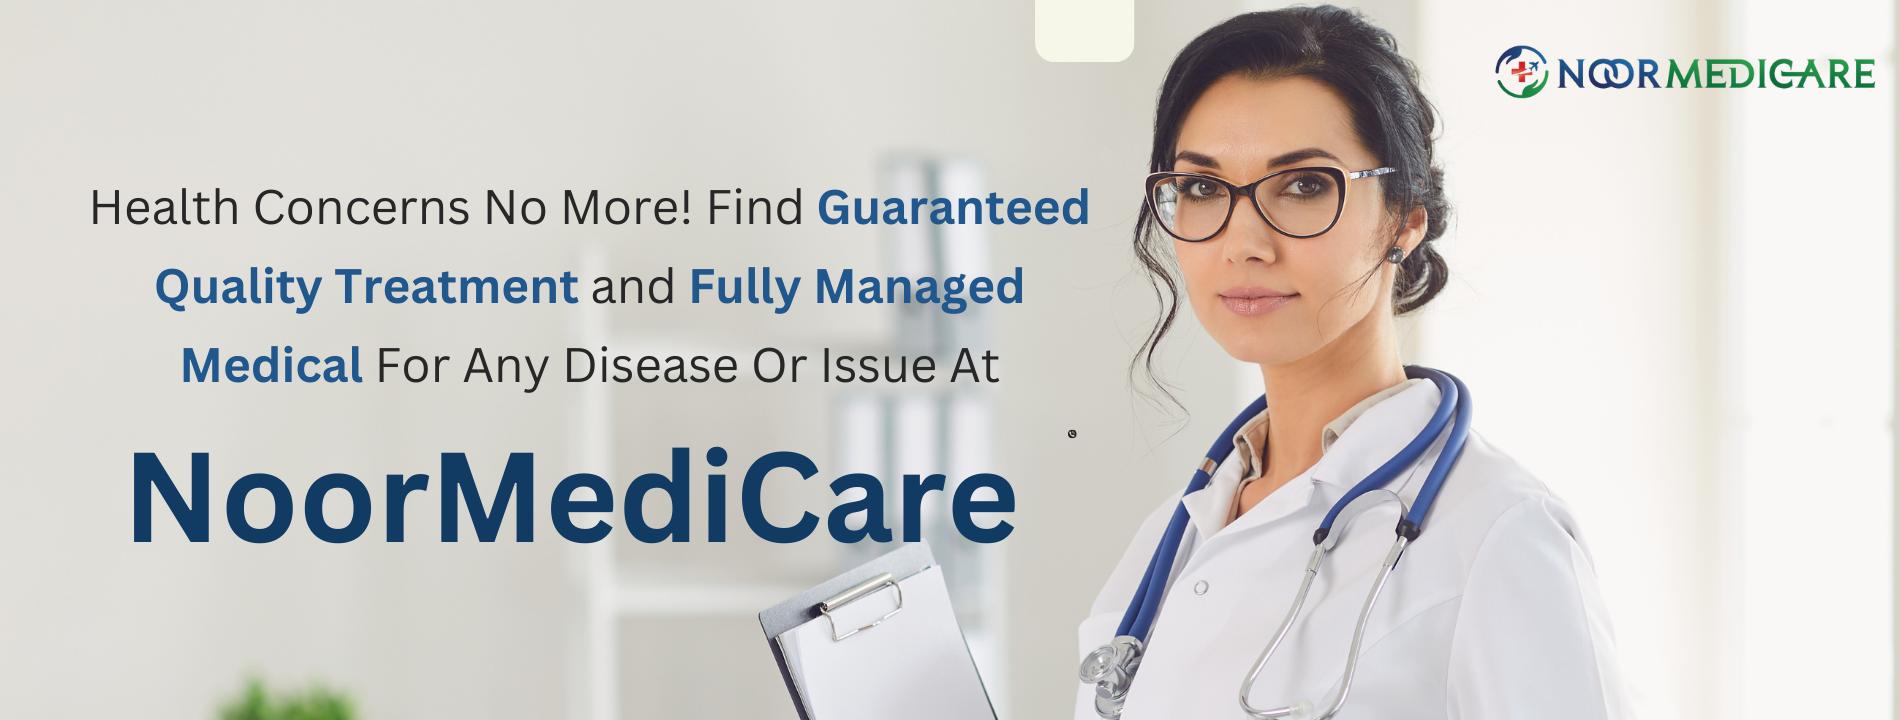 NOORMEDICARE
Health Concerns No More! Find Guaranteed
Quality Treatment and Fully Managed
Medical For Any Disease Or Issue At
NoorMediCare